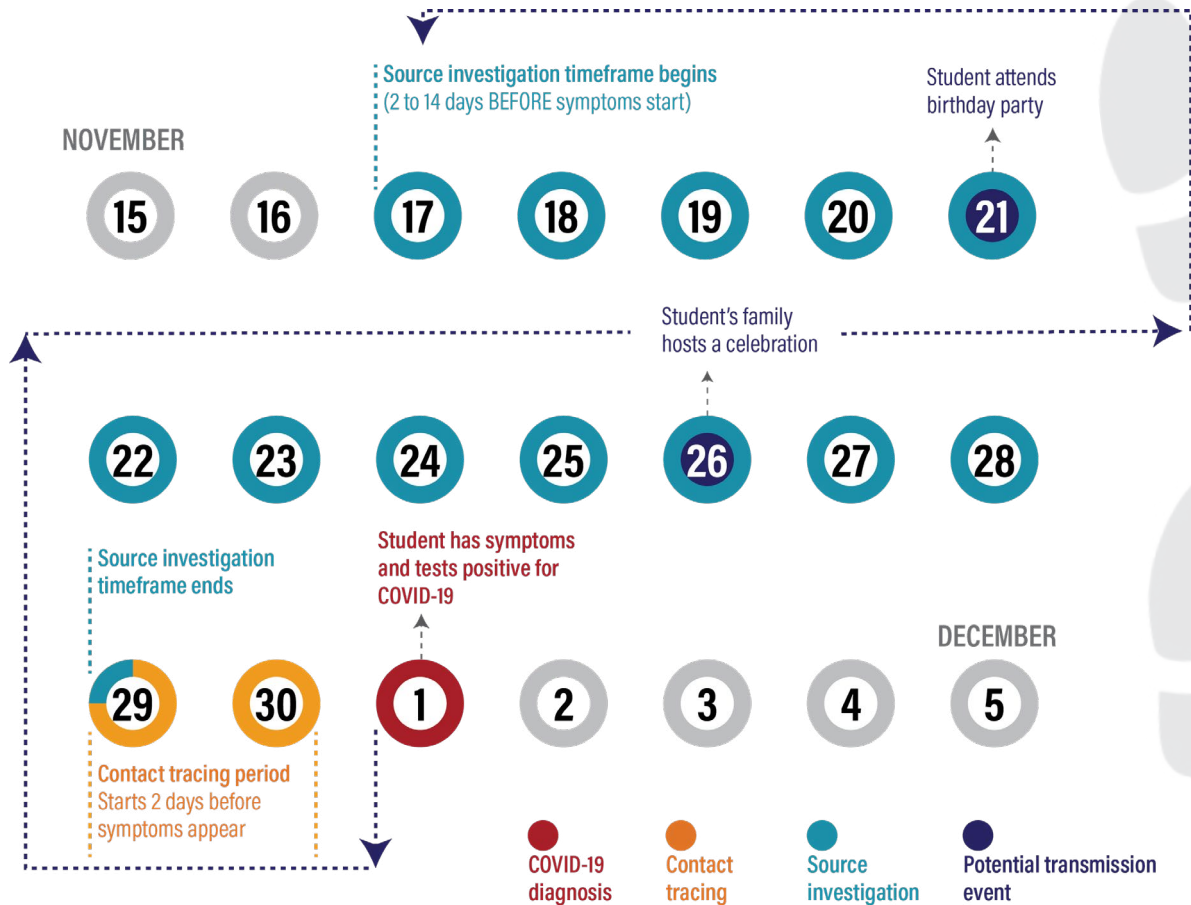 Source investigation timeframe begins
(2 to 14 days BEFORE symptoms start)
Student attends
birthday party
NOVEMBER
15
16
17
18
19
20
21
Student's family
hosts a celebration
22
23
24
25
26
27
28
Source investigation
timeframe ends
Student has symptoms
and tests positive for
COVID-19
DECEMBER
29
30
1
2
3
4
5
Contact tracing period
Starts 2 days before
symptoms appear
COVID-19
diagnosis
Contact
tracing
Source
investigation
Potential transmission
event